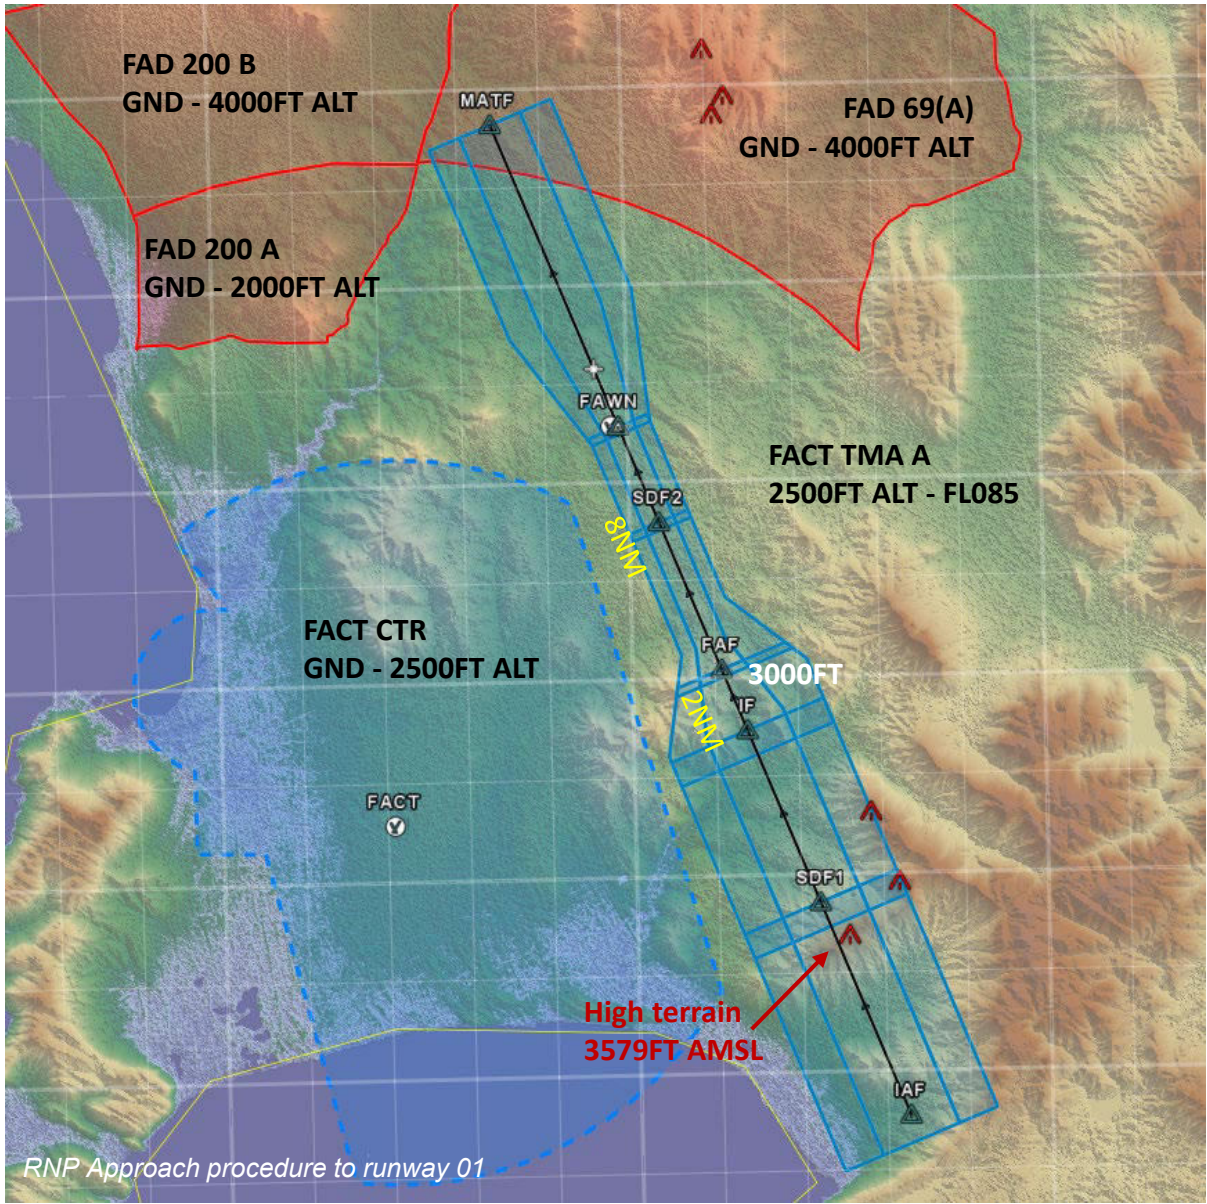 FAD 200 B
GND - 4000FT ALT
MATF
FAD 69(A)
GND - 4000FT ALT
FAD 200 A
GND - 2000FT ALT
FAWN
FACT TMA A
2500FT ALT - FL085
SDF2
8NM
FACT CTR
GND - 2500FT ALT
FAF
3000FT
2NM
IF
FACT
SDF1
High terrain
3579FT AMSL
IAF
RNP Approach procedure to runway 01